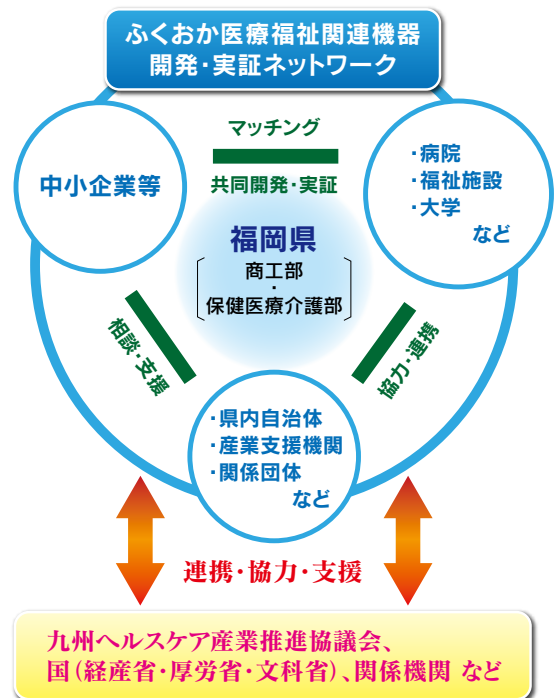 ふくおか医療福祉関連機器
開発・実証ネットワーク
マッチング
共同開発・実証
中小企業等
・病院
・福祉施設
・大学
など
福岡県
商工部
・
保健医療介護部
相談・支援
協力・連携
・県内自治体
・産業支援機関
・関係団体
など
連携・協力・支援
九州ヘルスケア産業推進協議会、
国（経産省・厚労省・文科省）、関係機関 など